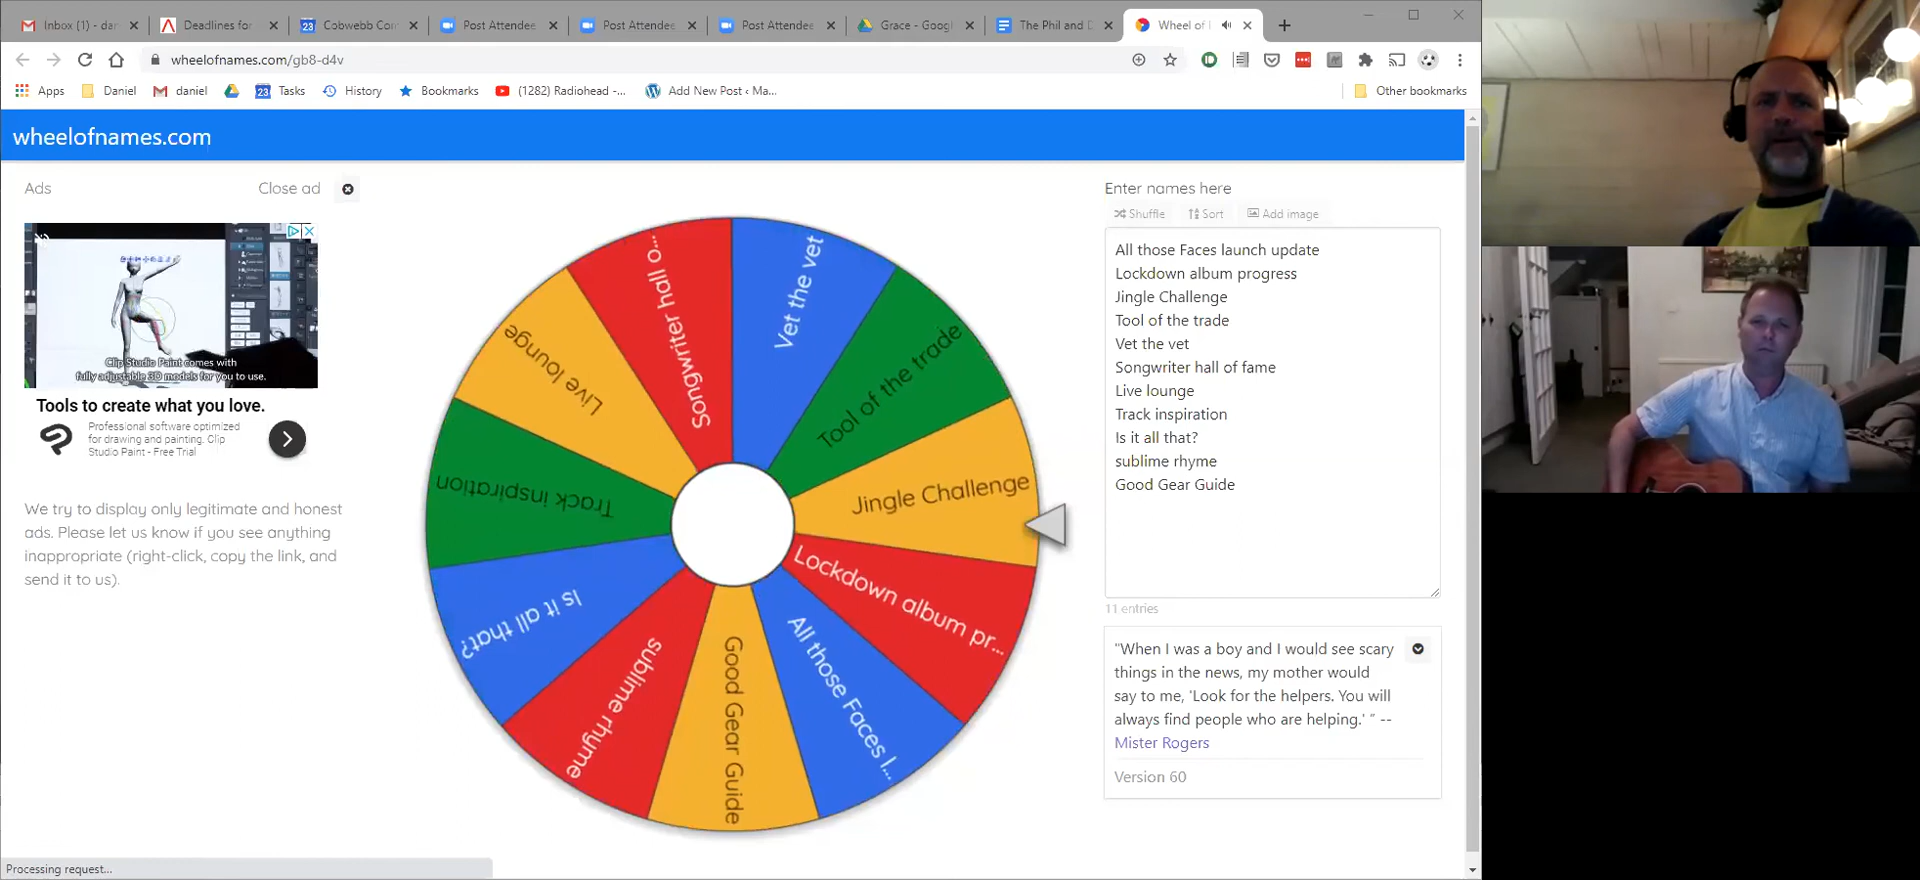 Inbox (1) - dar
Deadlines for
Cobwebb Con
Post Attendee
Post Attendee
Post Attendee
Grace - Googl
The Phil and D
Wheel of
wheelofnames.com/gb8-d4v
Apps
Daniel
daniel
23
Tasks
History
Bookmarks
(1282) Radiohead -...
Add New Post ‹ Ma...
Other bookmarks
wheelofnames.com
Ads
Close ad
Clip Studio Paint comes with
fully adjustable 3D models for you to use.
Tools to create what you love.
Professional software optimized
for drawing and painting. Clip
Studio Paint - Free Trial
We try to display only legitimate and honest
ads. Please let us know if you see anything
inappropriate (right-click, copy the link, and
send it to us).
Vet the vet
Tool of the trade
Jingle Challenge
Lockdown album pr...
All those Faces l...
Good Gear Guide
sublime rhyme
Is it all that?
Track inspiration
Live lounge
Songwriter hall o...
Enter names here
Shuffle
Sort
Add image
All those Faces launch update
Lockdown album progress
Jingle Challenge
Tool of the trade
Vet the vet
Songwriter hall of fame
Live lounge
Track inspiration
Is it all that?
sublime rhyme
Good Gear Guide
11 entries
"When I was a boy and I would see scary
things in the news, my mother would
say to me, 'Look for the helpers. You will
always find people who are helping.' " --
Mister Rogers
Version 60
Processing request...